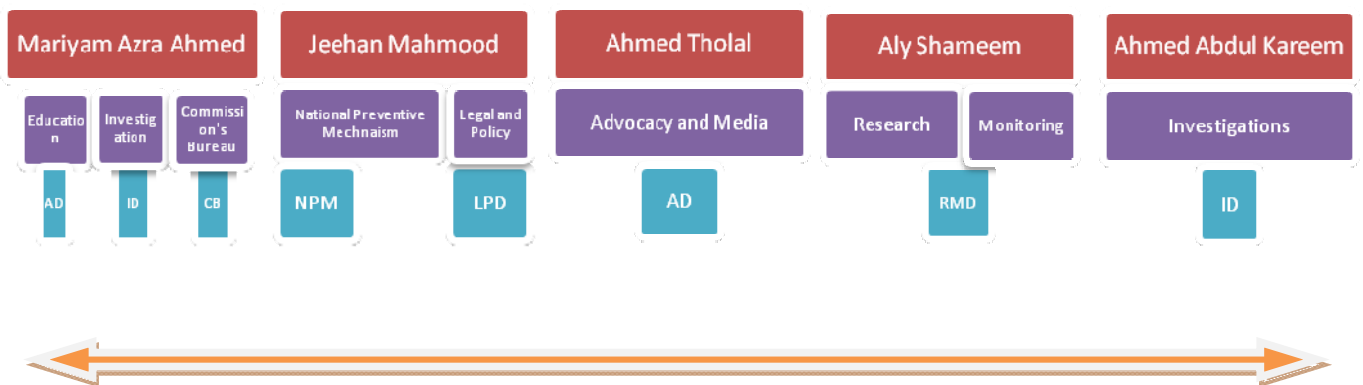 Mariyam Azra Ahmed
Jeehan Mahmood
Ahmed Tholal
Aly Shameem
Ahmed Abdul Kareem
Educatio
n
Investig
ation
Commissi
on's
Bureau
National Preventive
Mechnaism
Legal and
Policy
Advocacy and Media
Research
Monitoring
Investigations
AD
ID
CB
NPM
LPD
AD
RMD
ID